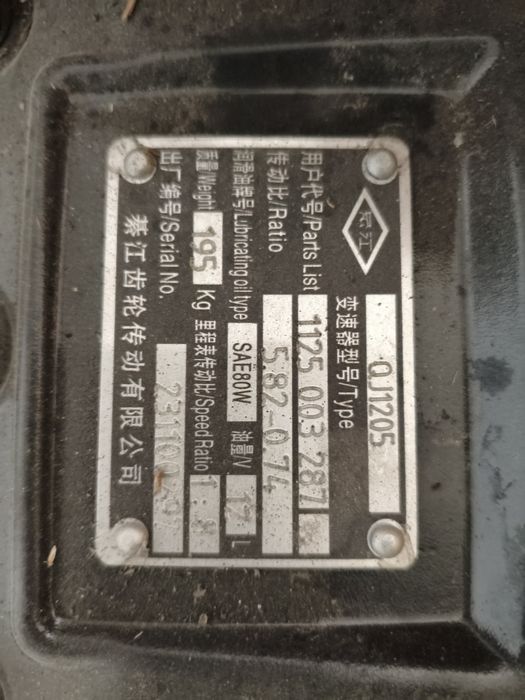 綦江
变速器型号/Type QJ1205
用户代号/Parts List 1125 003 287
传动比/Ratio 5.82-0.74
润滑油牌号/Lubricating oil type SAE80W 油量/V 12 L
质量/Weight 195 Kg 里程表传动比/Speed Ratio
出厂编号/Serial No.
綦江齿轮传动有限公司